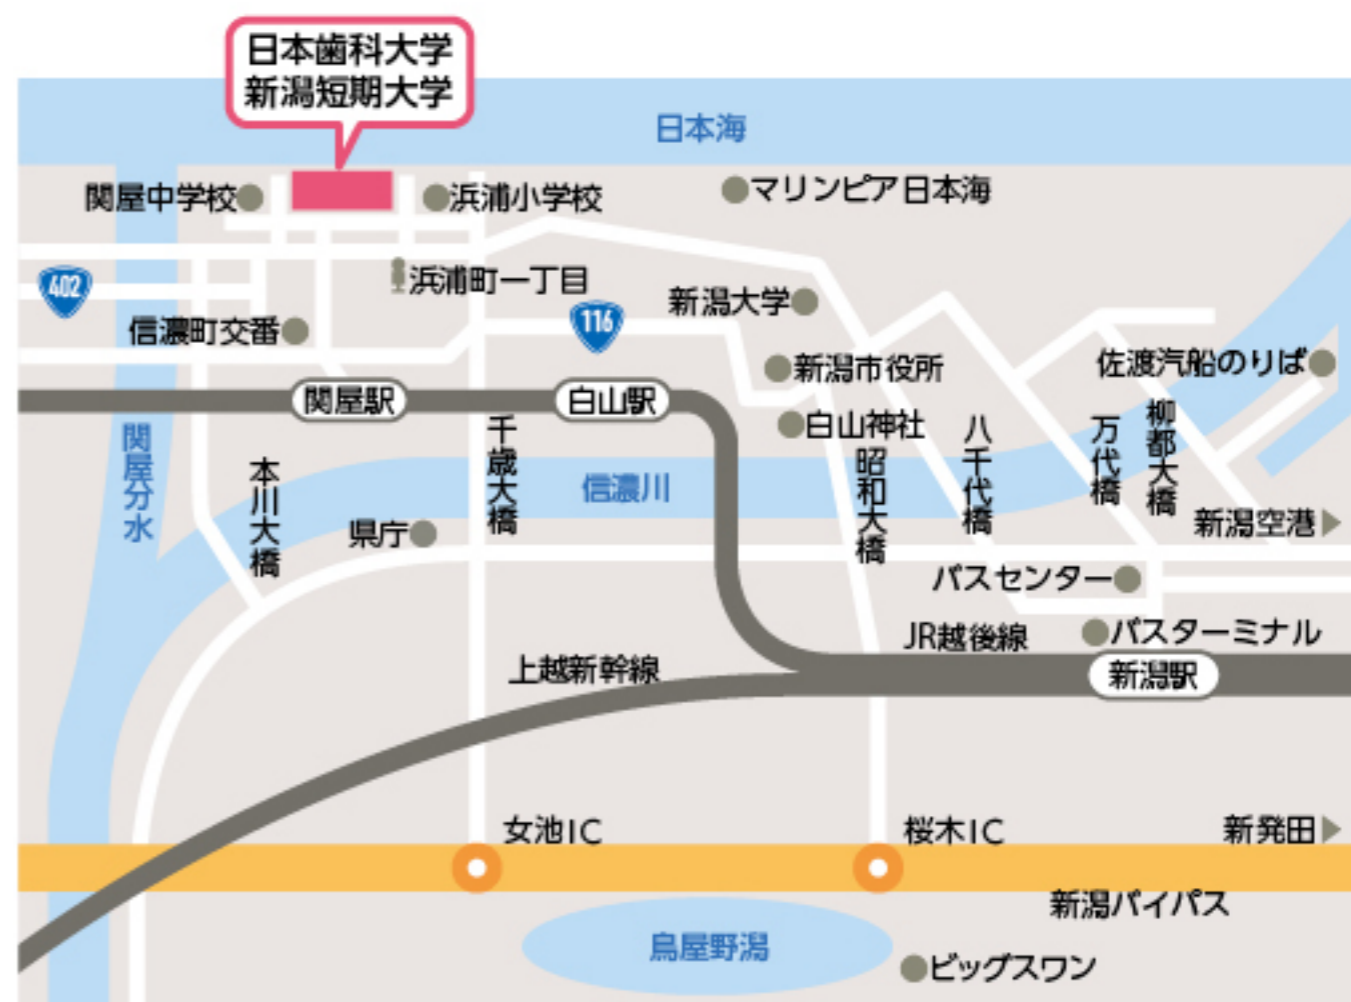 日本歯科大学
新潟短期大学
日本海
関屋中学校
浜浦小学校
マリンピア日本海
402
浜浦町一丁目
新潟大学
116
信濃町交番
新潟市役所
佐渡汽船のりば
関屋駅
白山駅
白山神社
千歳大橋
八千代橋
万代橋
柳都大橋
関屋分水
本川大橋
信濃川
昭和大橋
県庁
新潟空港
バスセンター
JR越後線
バスターミナル
上越新幹線
新潟駅
女池IC
桜木IC
新発田
新潟バイパス
鳥屋野潟
ビッグスワン